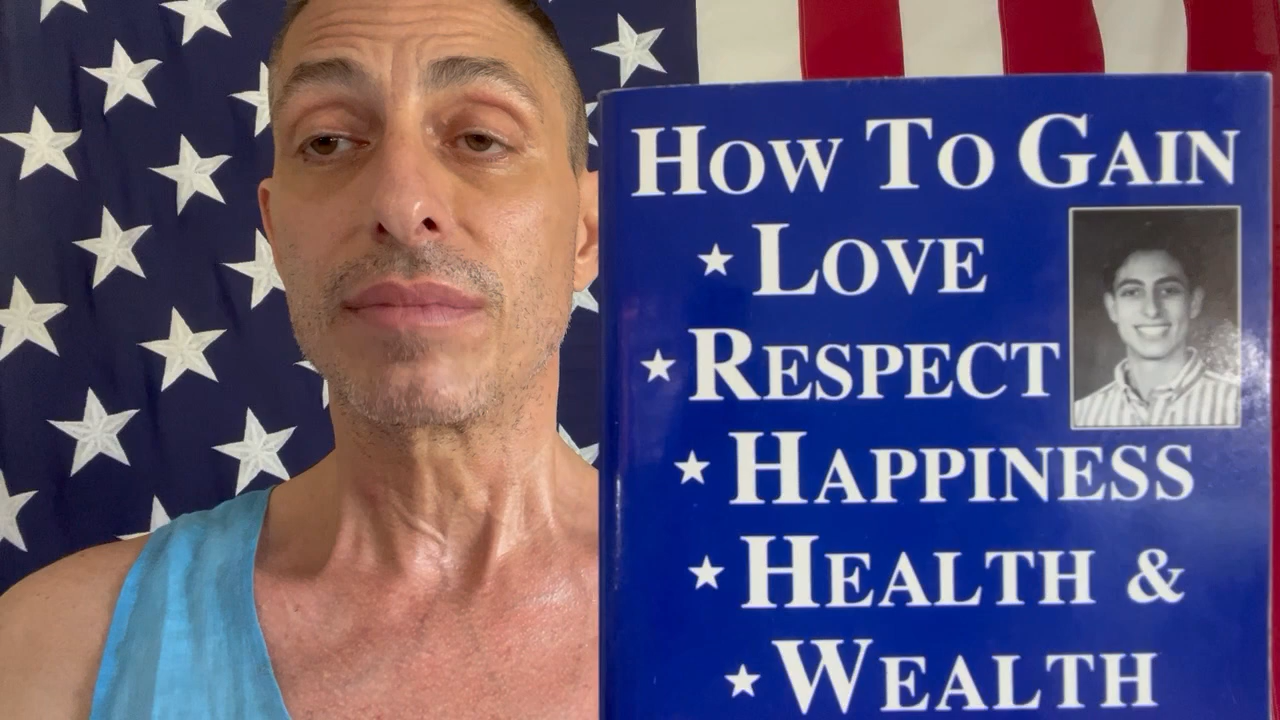 How To Gain
★ Love
★ Respect
★ Happiness
★ Health &
★ Wealth